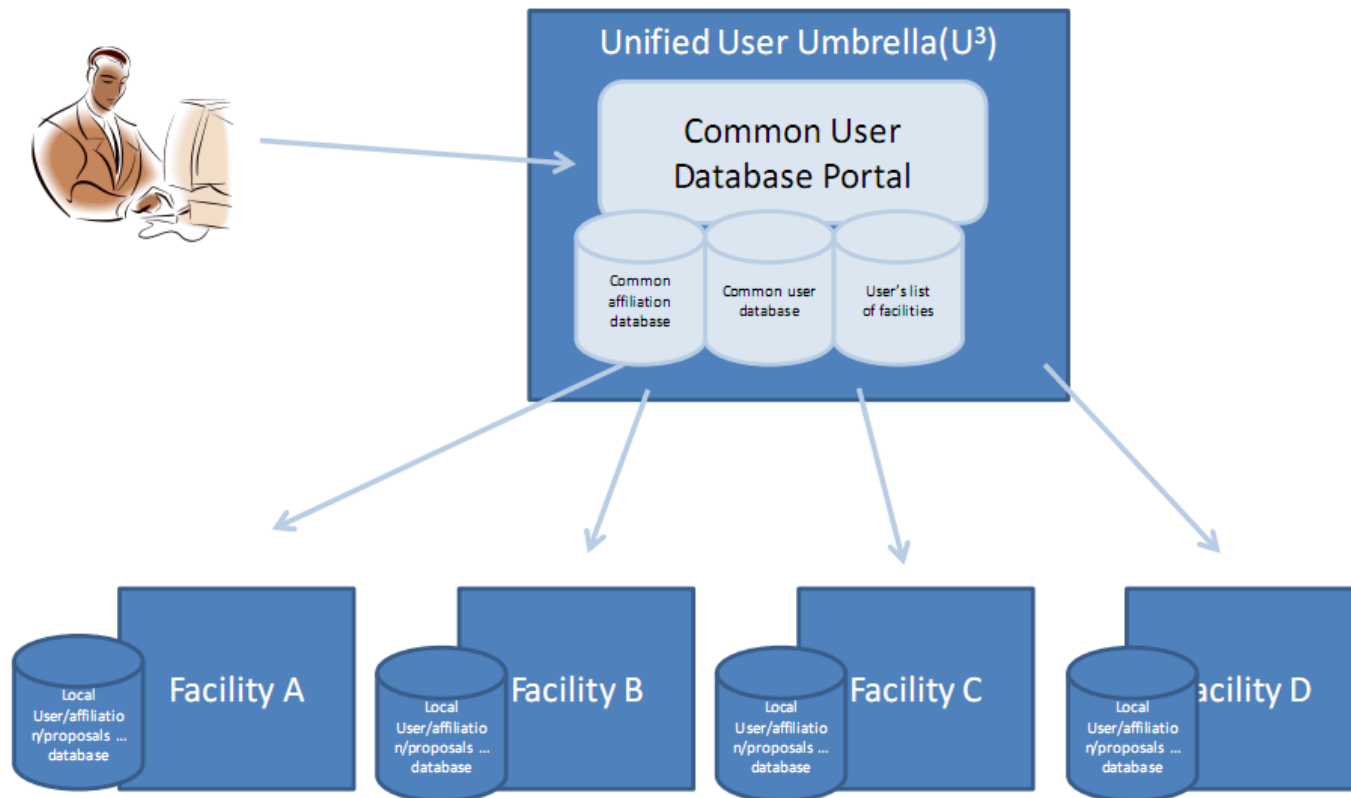 Unified User Umbrella(U³)
Common User
Database Portal
Common
affiliation
database
Common user
database
User's list
of facilities
Facility A
Local
User/affiliatio
n/proposals ...
database
Facility B
Local
User/affiliatio
n/proposals ...
database
Facility C
Local
User/affiliatio
n/proposals ...
database
acility D
Local
User/affiliatio
n/proposals ...
database